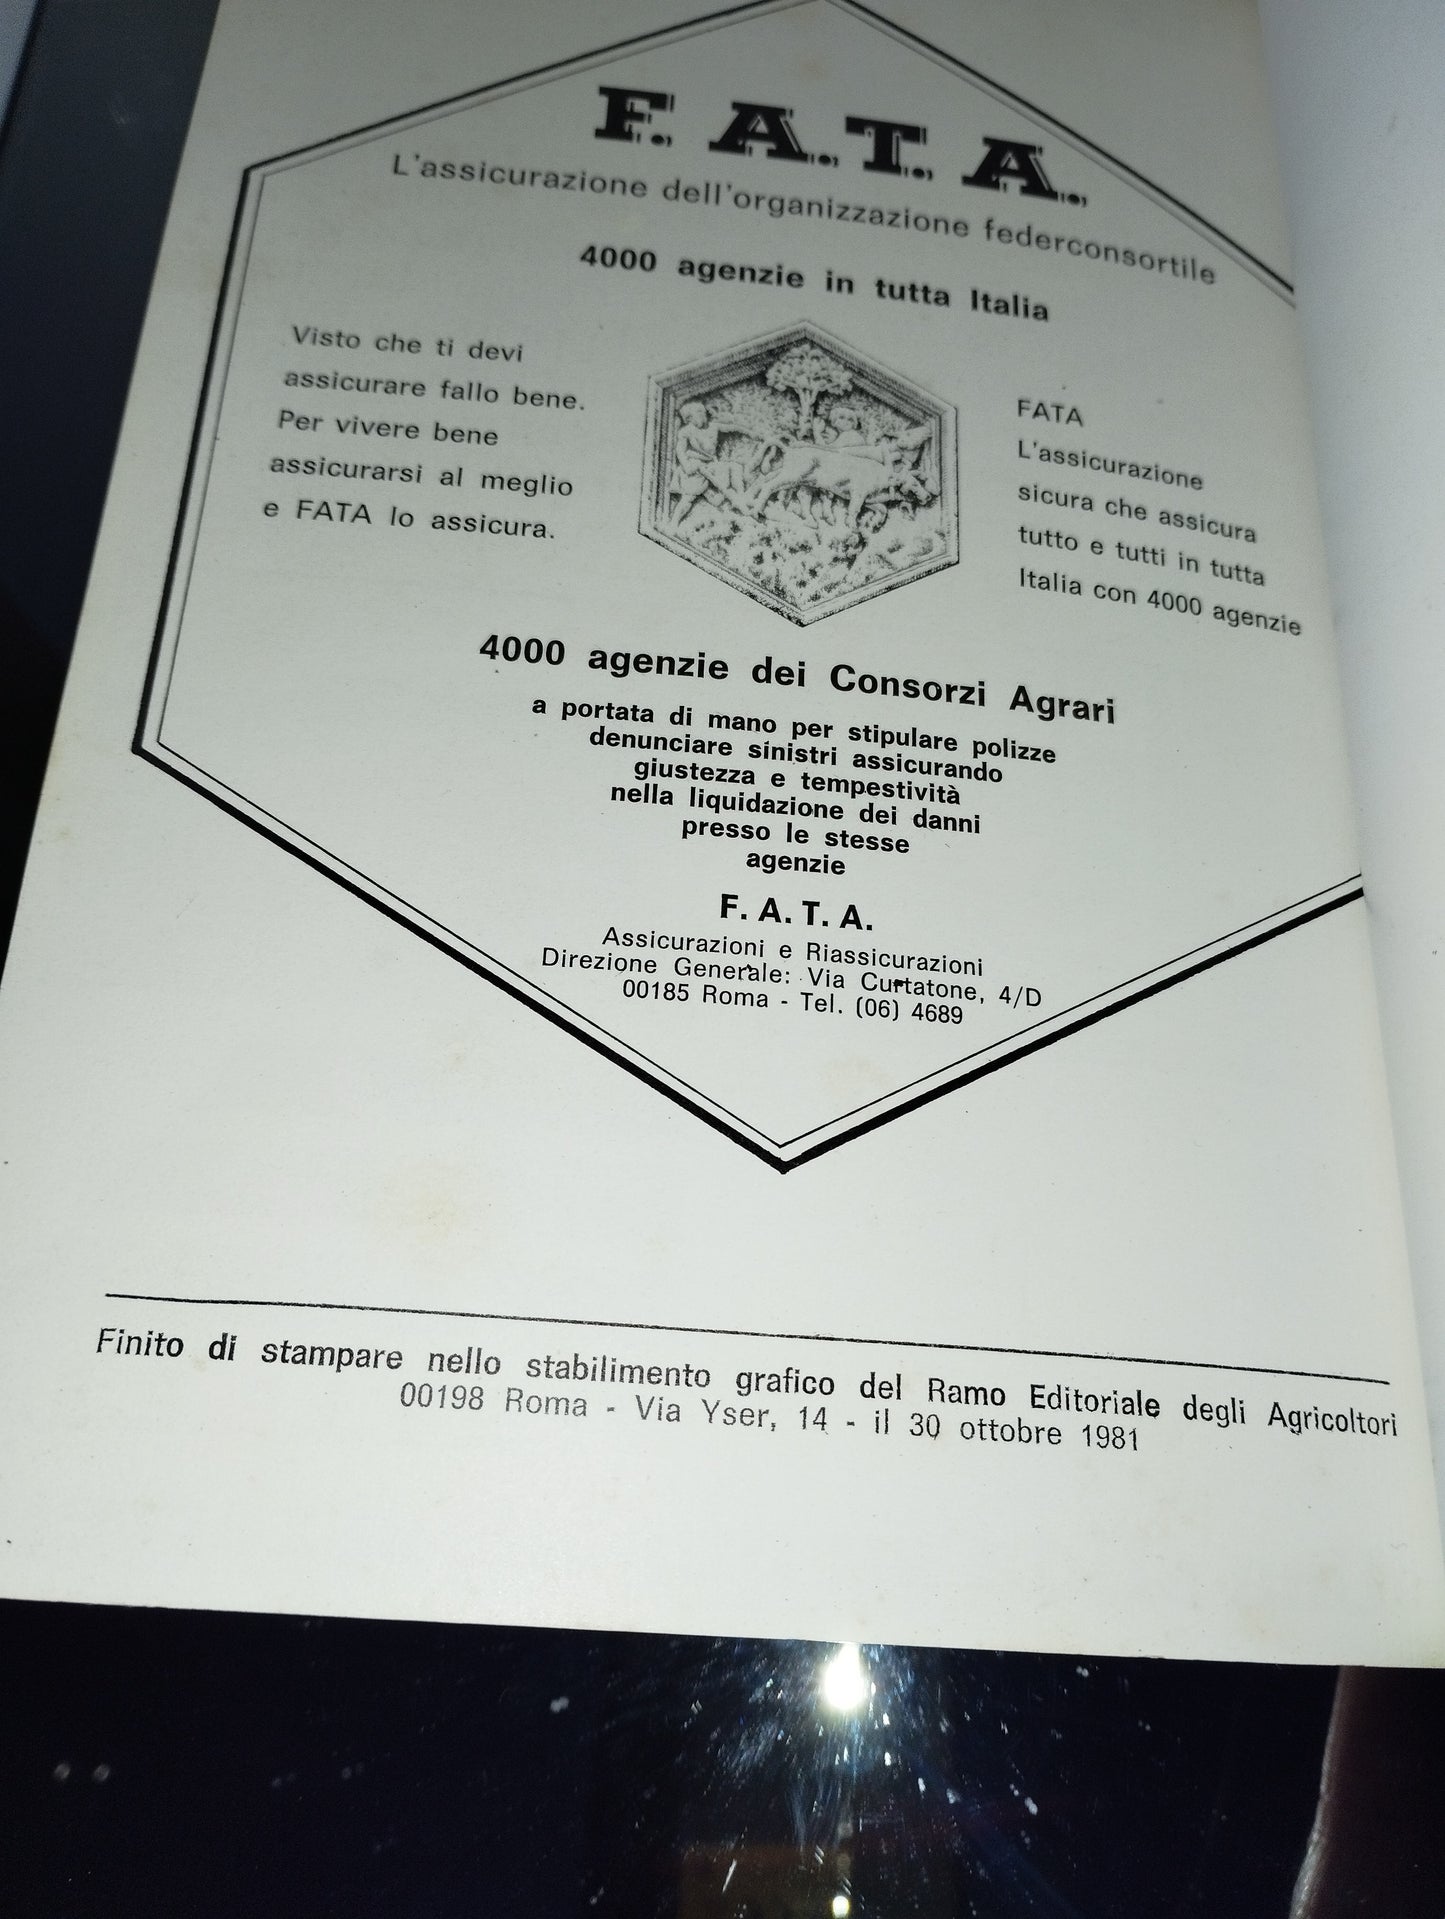 F. A. T. A.
L'assicurazione dell'organizzazione federconsortile
4000 agenzie in tutta Italia
Visto che ti devi
assicurare fallo bene.
Per vivere bene
assicurarsi al meglio
e FATA lo assicura.
FATA
L'assicurazione
sicura che assicura
tutto e tutti in tutta
Italia con 4000 agenzie
4000 agenzie dei Consorzi Agrari
a portata di mano per stipulare polizze
denunciare sinistri assicurando
giustezza e tempestività
nella liquidazione dei danni
presso le stesse
agenzie
F. A. T. A.
Assicurazioni e Riassicurazioni
Direzione Generale: Via Curtatone, 4/D
00185 Roma - Tel. (06) 4689
Finito di stampare nello stabilimento grafico del Ramo Editoriale degli Agricoltori
00198 Roma - Via Yser, 14 - il 30 ottobre 1981